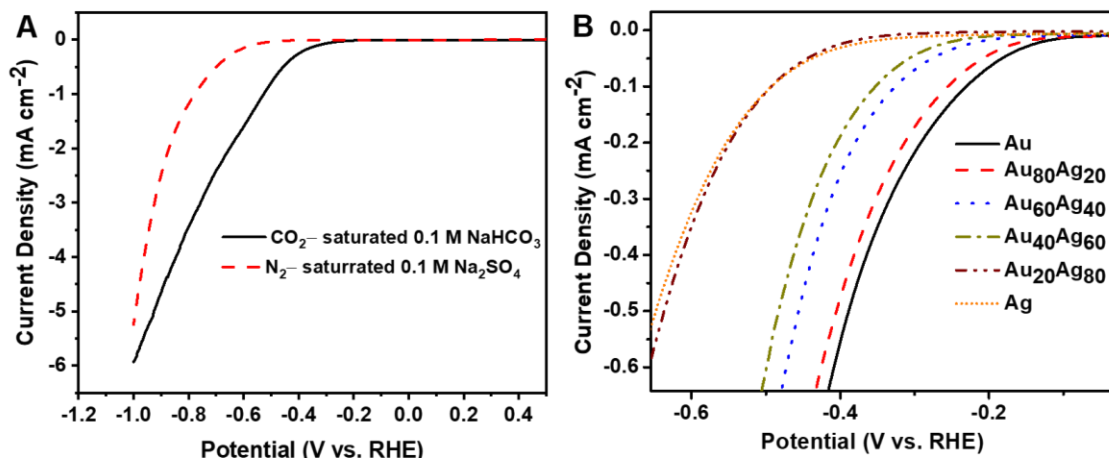 A
0
-1
-2
-3
-4
-5
-6
-1.2 -1.0 -0.8 -0.6 -0.4 -0.2 0.0 0.2 0.4
Potential (V vs. RHE)
Current Density (mA cm⁻²)
CO₂– saturated 0.1 M NaHCO₃
N₂– saturrated 0.1 M Na₂SO₄
B
0.0
-0.1
-0.2
-0.3
-0.4
-0.5
-0.6
-0.6 -0.4 -0.2
Potential (V vs. RHE)
Current Density (mA cm⁻²)
Au
Au₈₀Ag₂₀
Au₆₀Ag₄₀
Au₄₀Ag₆₀
Au₂₀Ag₈₀
Ag